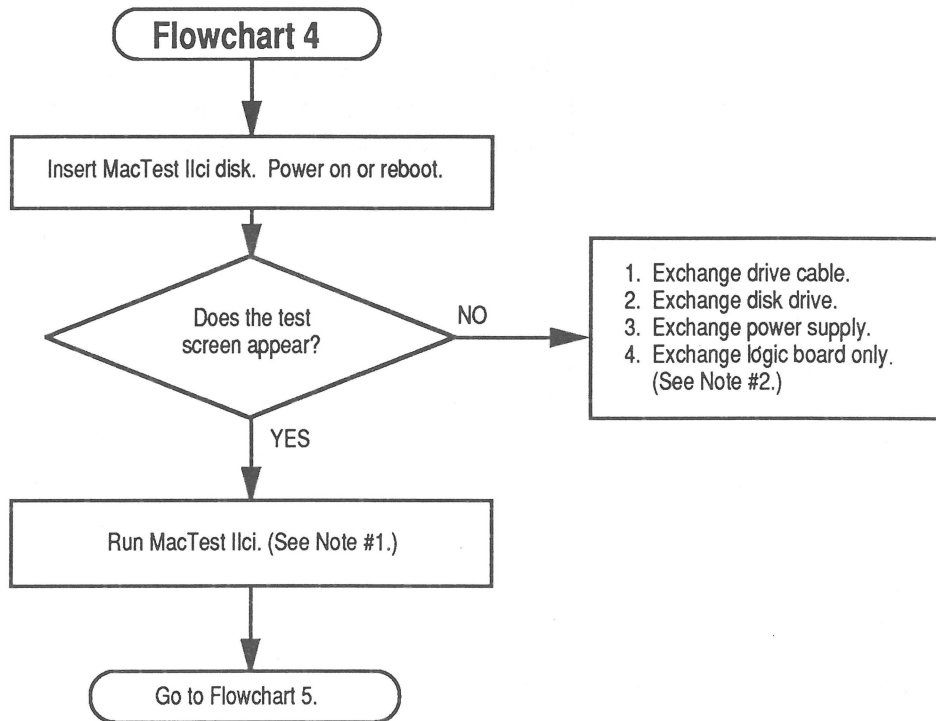 Flowchart 4
Insert MacTest IIci disk. Power on or reboot.
Does the test
screen appear?
NO
1. Exchange drive cable.
2. Exchange disk drive.
3. Exchange power supply.
4. Exchange logic board only.
(See Note #2.)
YES
Run MacTest IIci. (See Note #1.)
Go to Flowchart 5.